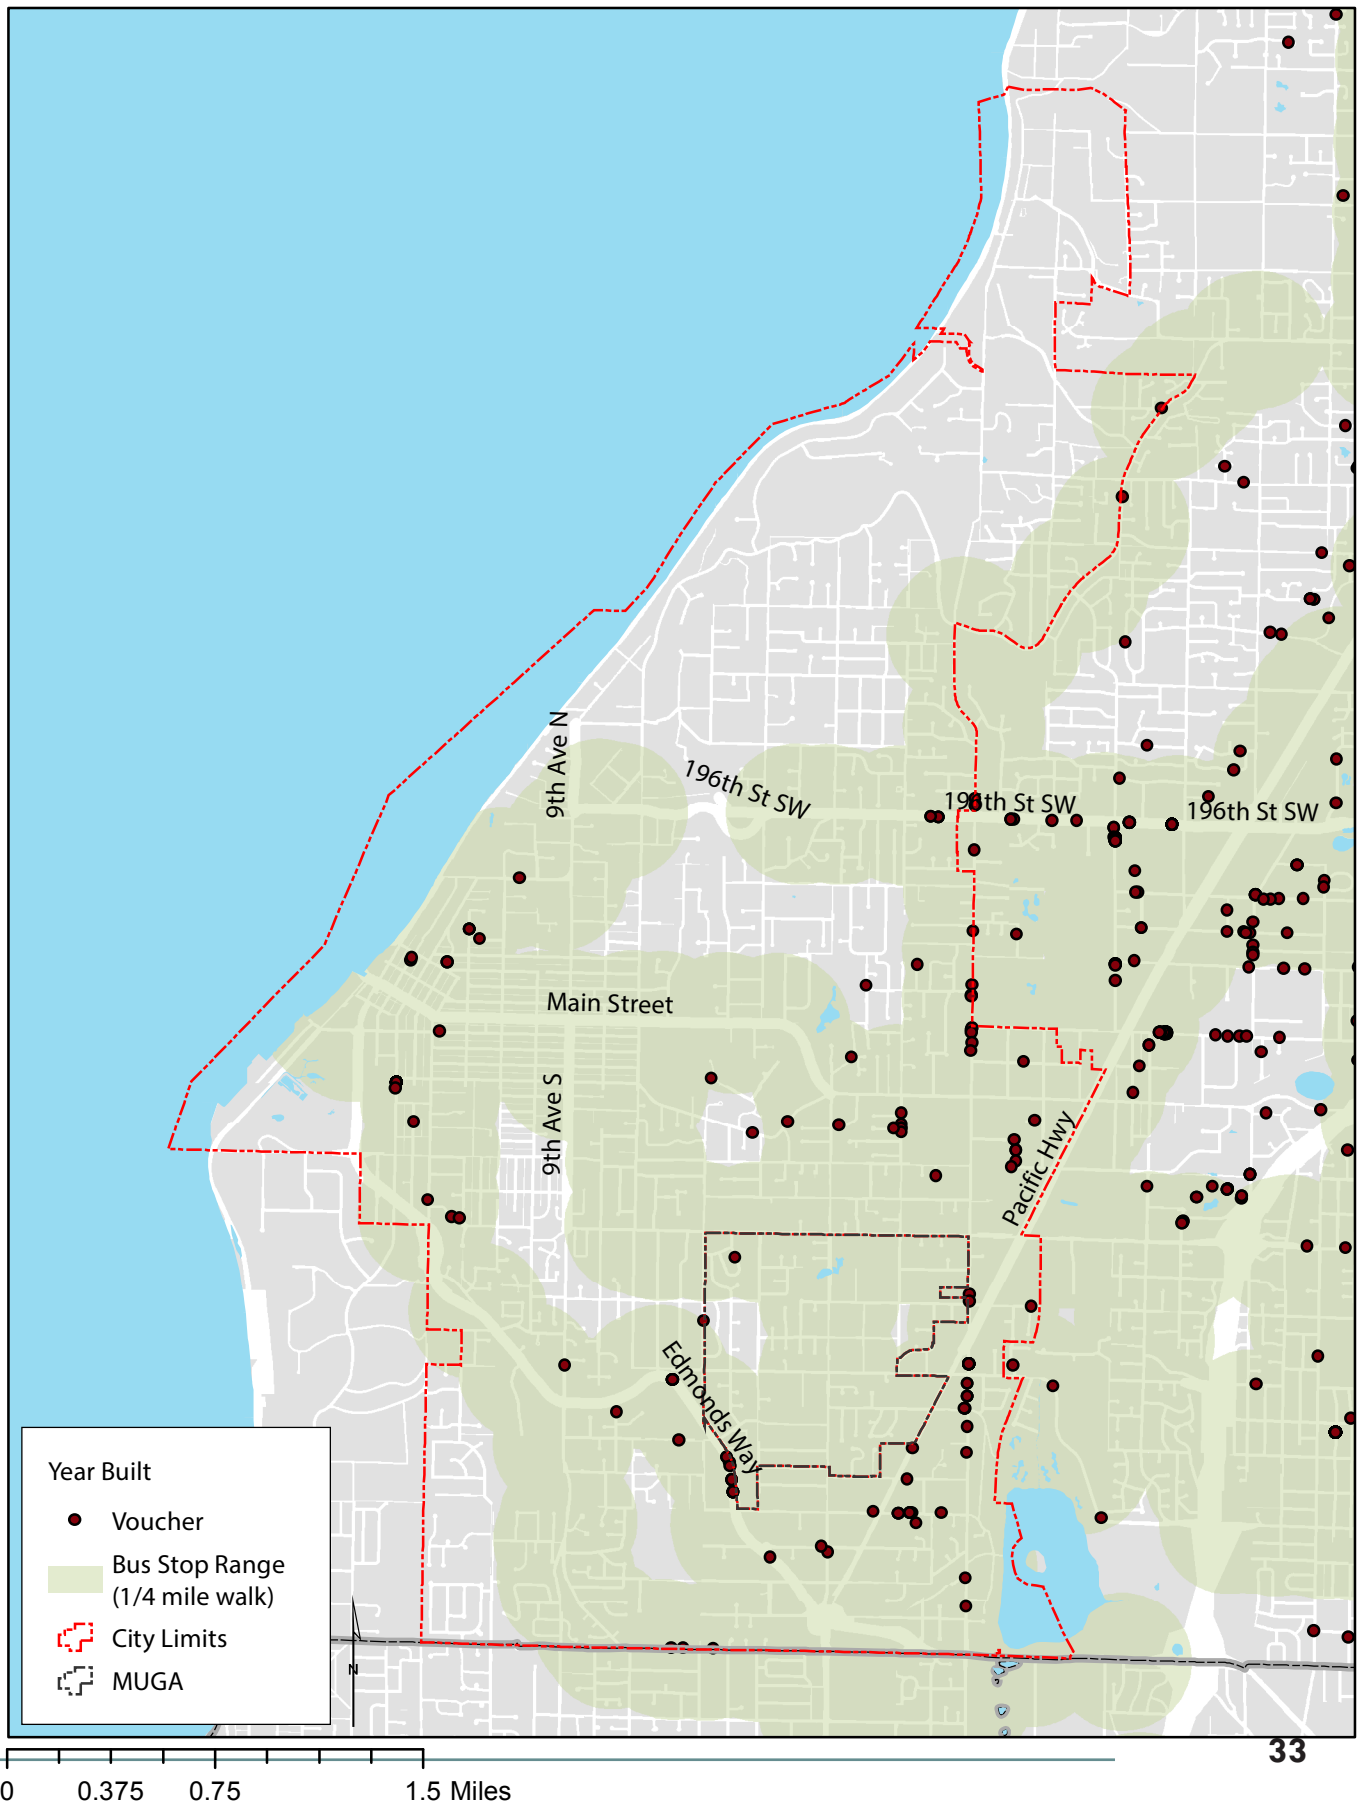 9th Ave N
196th St SW
196th St SW
196th St SW
Main Street
9th Ave S
Pacific Hwy
Edmonds Way
Year Built
Voucher
Bus Stop Range
(1/4 mile walk)
City Limits
MUGA
N
33
0 0.375 0.75 1.5 Miles